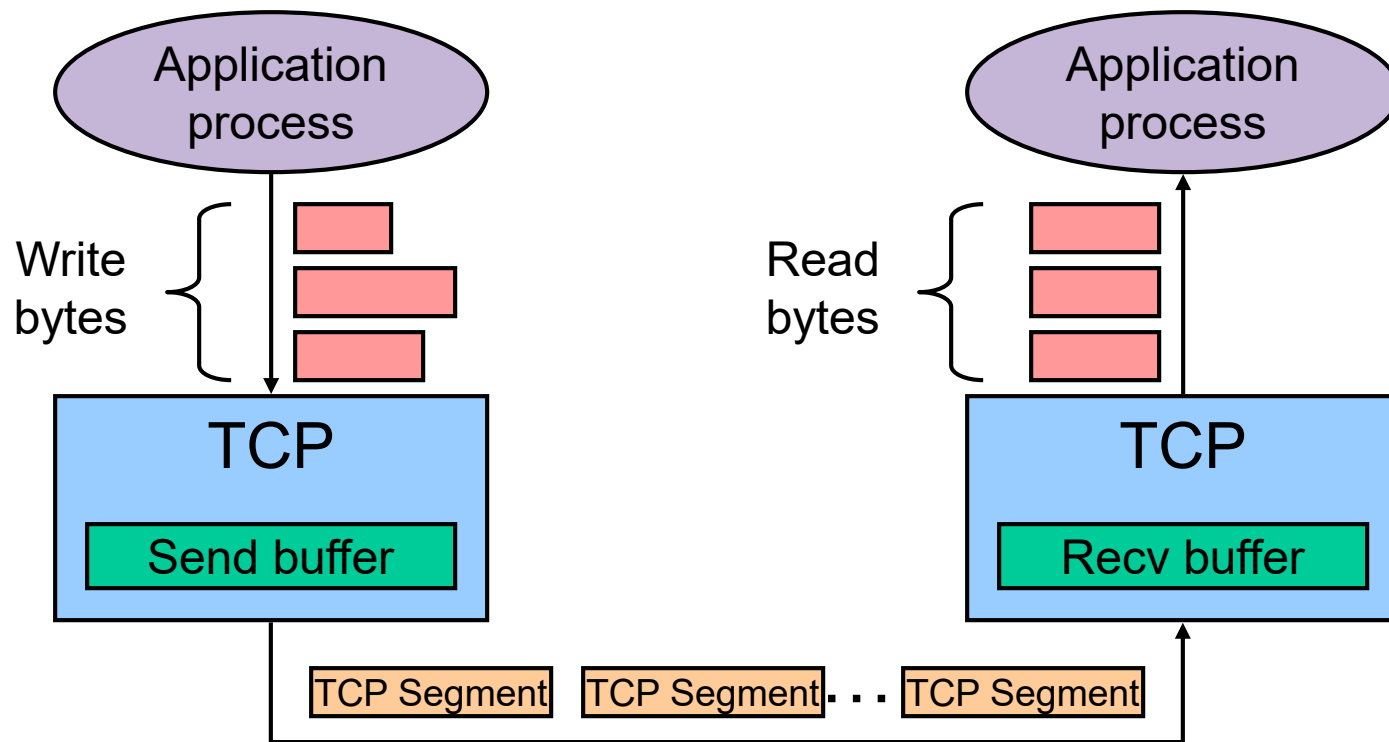 Application
process
Application
process
Write
bytes
Read
bytes
TCP
TCP
Send buffer
Recv buffer
TCP Segment
TCP Segment
...
TCP Segment